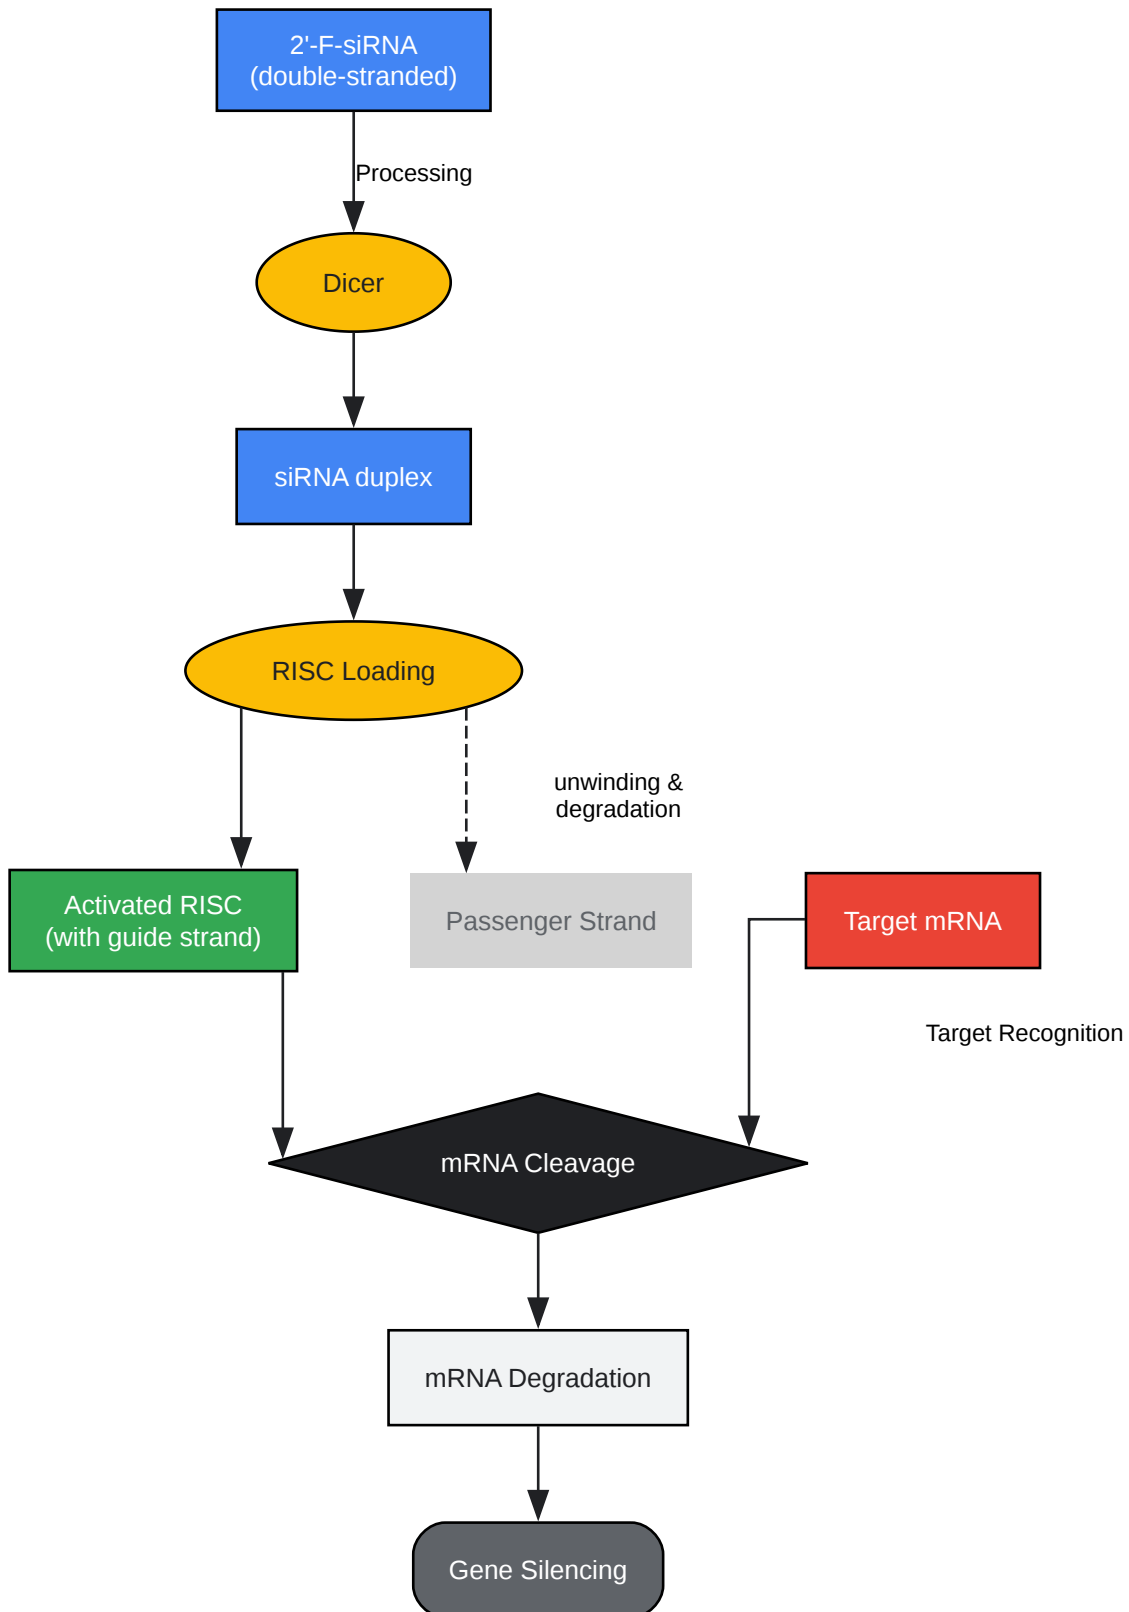 2'-F-siRNA
(double-stranded)
Processing
Dicer
siRNA duplex
RISC Loading
unwinding &
degradation
Activated RISC
(with guide strand)
Passenger Strand
Target mRNA
Target Recognition
mRNA Cleavage
mRNA Degradation
Gene Silencing